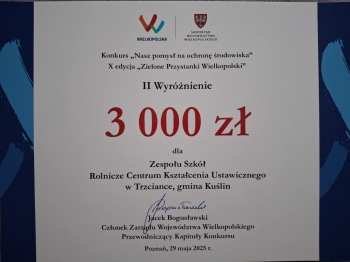 WIELKOPOLSKA
SAMORZĄD
WOJEWÓDZTWA
WIELKOPOLSKIEGO
Konkurs „Nasz pomysł na ochronę środowiska”
X edycja „Zielone Przystanki Wielkopolski”
II Wyróżnienie
3 000 zł
dla
Zespołu Szkół
Rolnicze Centrum Kształcenia Ustawicznego
w Trzciance, gmina Kuślin
Jacek Bogusławski
Członek Zarządu Województwa Wielkopolskiego
Przewodniczący Kapituły Konkursu
Poznań, 29 maja 2025 r.